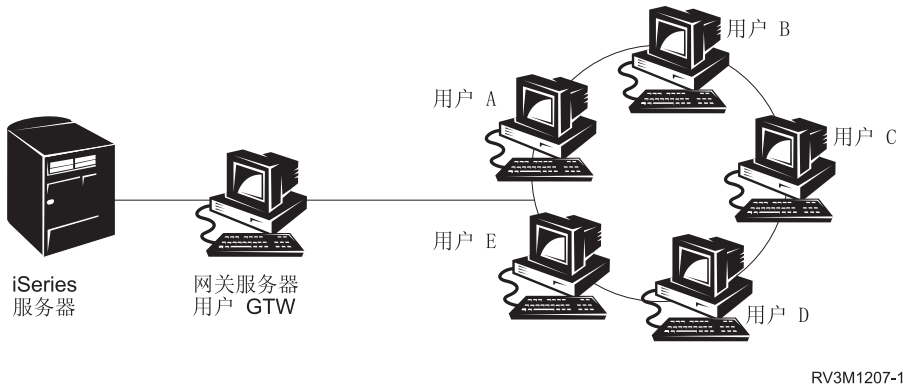 用户 B
用户 A
用户 C
用户 E
用户 D
iSeries
服务器
网关服务器
用户 GTW
RV3M1207-1